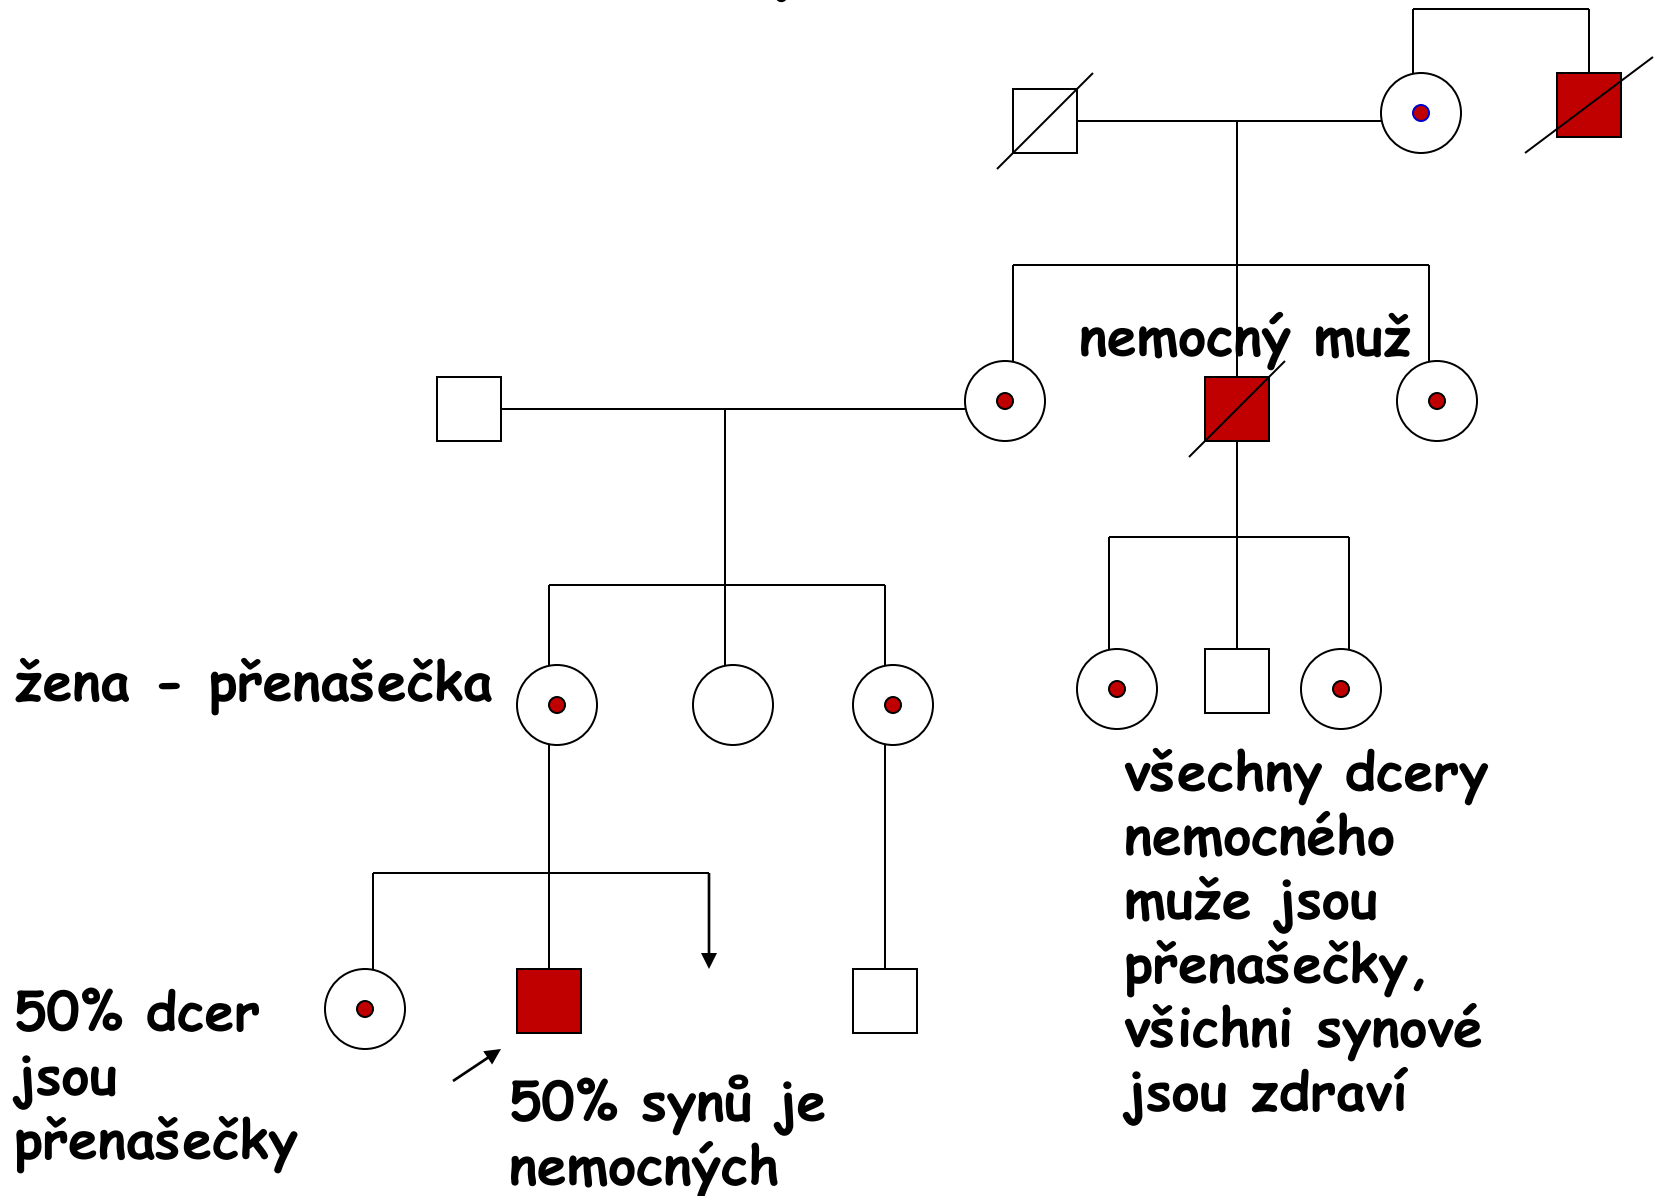 nemocný muž
žena - přenašečka
všechny dcery
nemocného
muže jsou
přenašečky,
všichni synové
jsou zdraví
50% dcer
jsou
přenašečky
50% synů je
nemocných